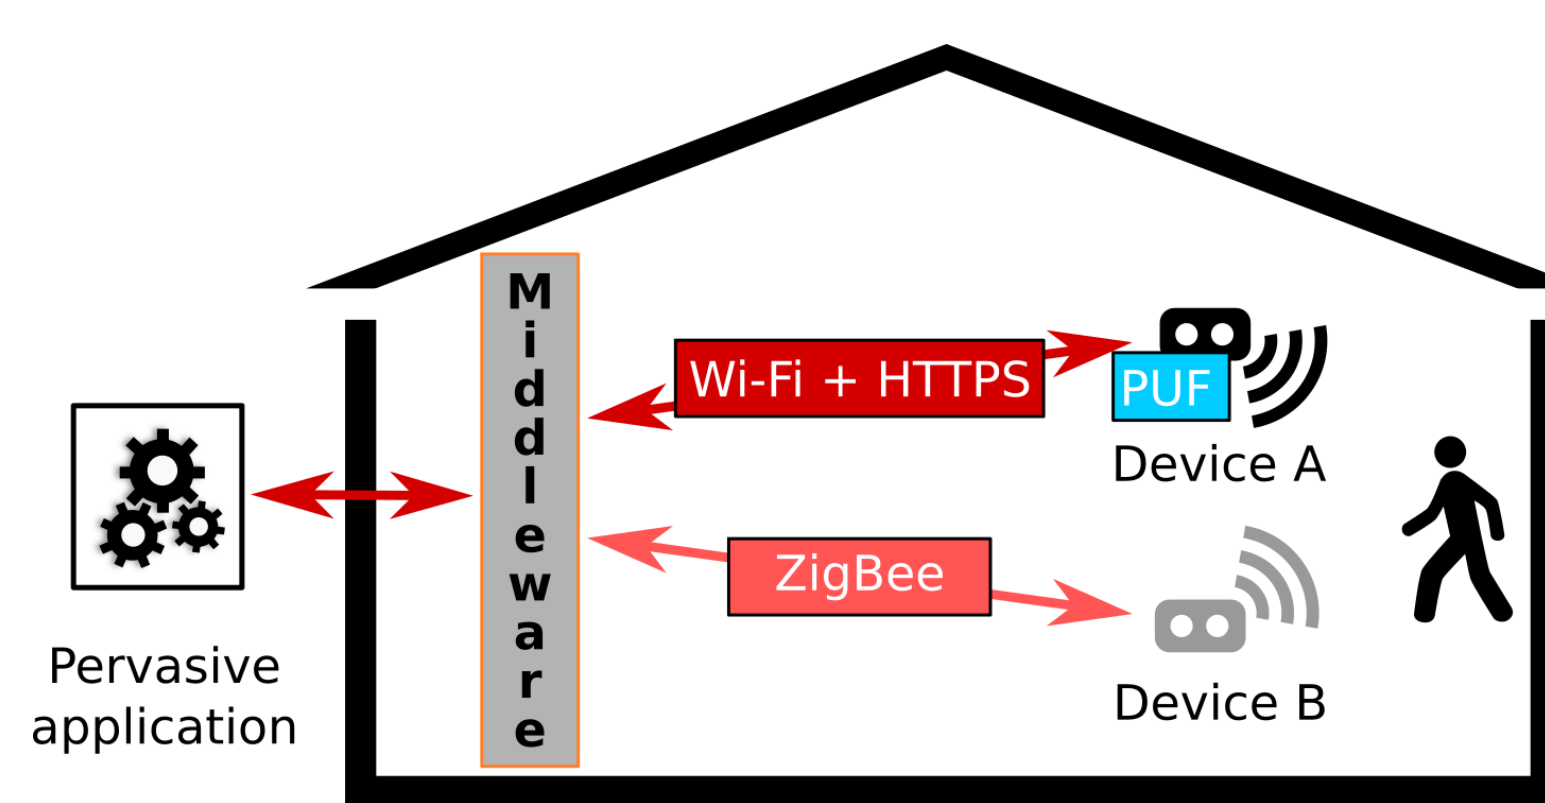 Middleware
Wi-Fi + HTTPS
PUF
Device A
ZigBee
Device B
Pervasive
application